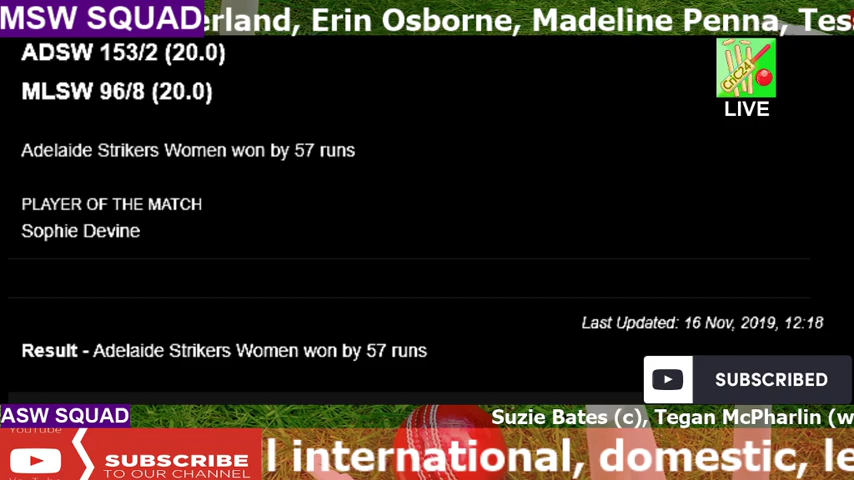 MSW SQUAD
erland, Erin Osborne, Madeline Penna, Tes
ADSW 153/2 (20.0)
MLSW 96/8 (20.0)
CriC24
LIVE
Adelaide Strikers Women won by 57 runs
PLAYER OF THE MATCH
Sophie Devine
Last Updated: 16 Nov, 2019, 12:18
Result - Adelaide Strikers Women won by 57 runs
SUBSCRIBED
ASW SQUAD
Suzie Bates (c), Tegan McPharlin (w
YouTube
SUBSCRIBE
TO OUR CHANNEL
l international, domestic, le